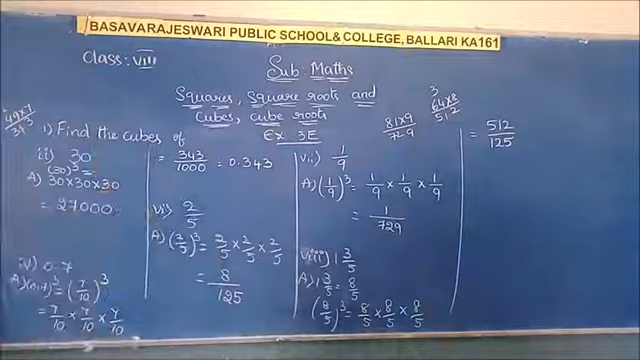 BASAVARAJESWARI PUBLIC SCHOOL & COLLEGE, BALLARI KA161
Class: VIII
Sub: Maths
Squares, square roots and
cubes, cube roots
Ex. 3E
49×7
343
81×9
729
3
64×8
512
1) Find the cubes of
ii) 30
(30)³ =
A) 30×30×30
= 27000
iv) 0.7
A) (0.7)³ = (7/10)³
= 7/10 × 7/10 × 7/10
= 343/1000 = 0.343
vi) 2/5
A) (2/5)³ = 2/5 × 2/5 × 2/5
= 8/125
vii) 1/9
A) (1/9)³ = 1/9 × 1/9 × 1/9
= 1/729
viii) 1 3/5
A) 1 3/5 = 8/5
(8/5)³ = 8/5 × 8/5 × 8/5
= 512/125